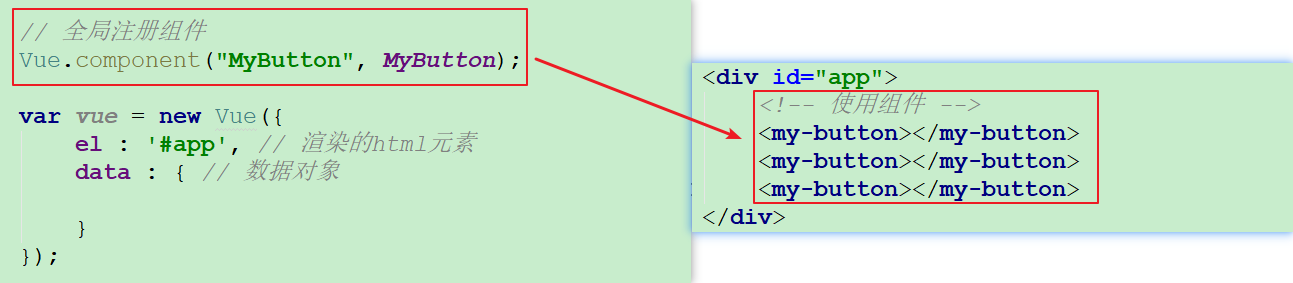 // 全局注册组件
Vue.component("MyButton", MyButton);
var vue = new Vue({
    el : '#app', // 渲染的html元素
    data : { // 数据对象
    }
});
<div id="app">
    <!-- 使用组件 -->
    <my-button></my-button>
    <my-button></my-button>
    <my-button></my-button>
</div>